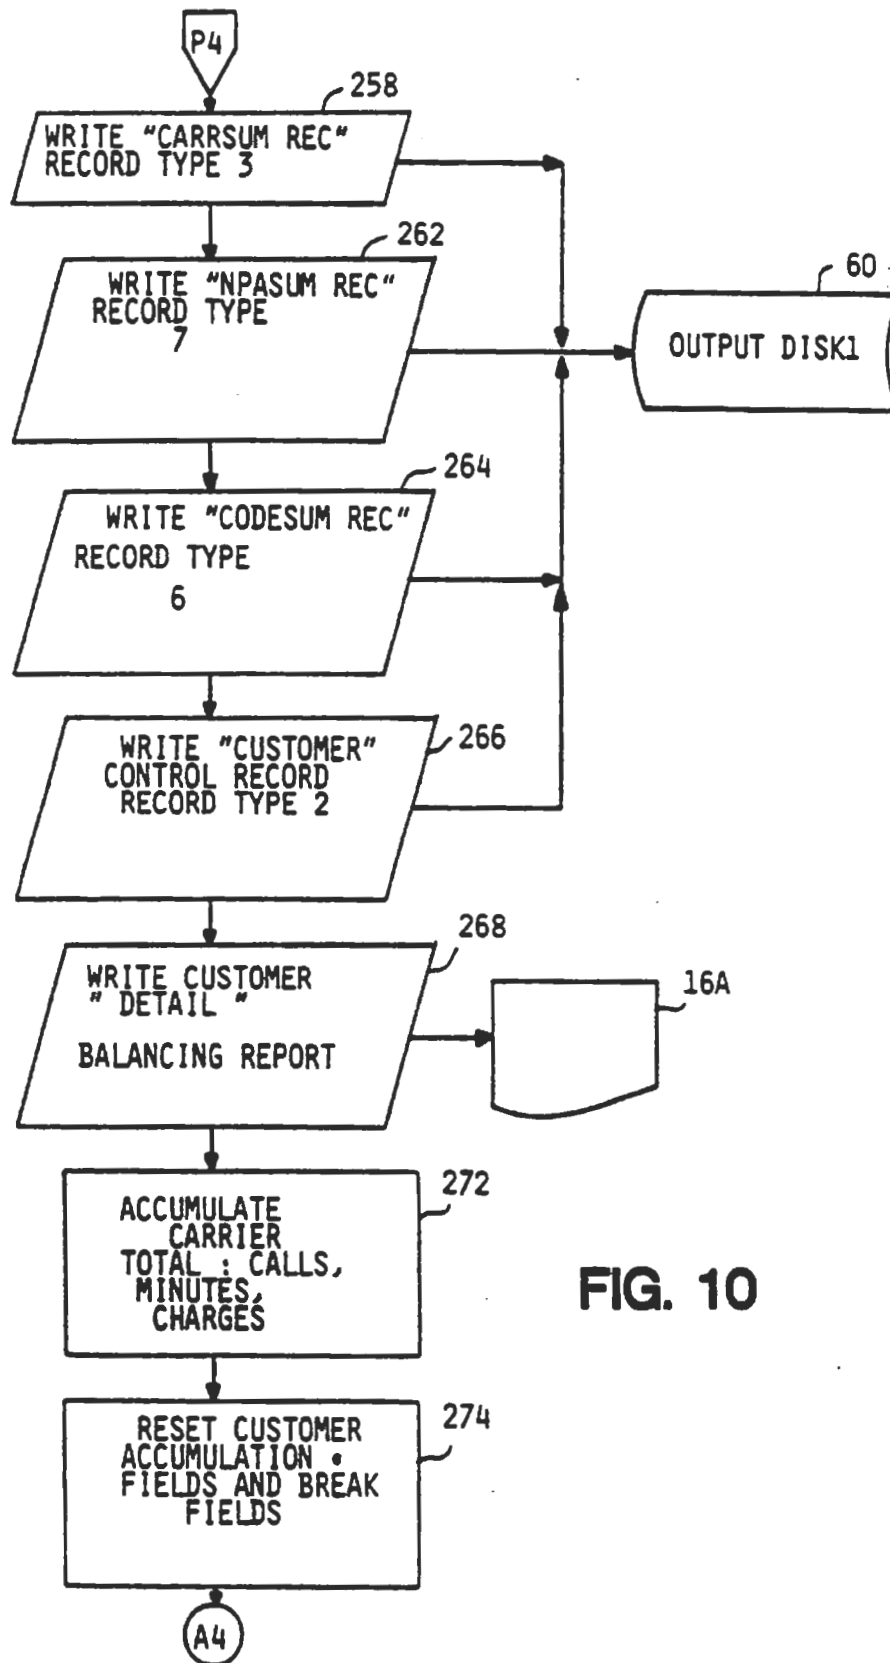 P4
258
WRITE "CARRSUM REC"
RECORD TYPE 3
262
WRITE "NPASUM REC"
RECORD TYPE
7
60
OUTPUT DISK1
264
WRITE "CODESUM REC"
RECORD TYPE
6
266
WRITE "CUSTOMER"
CONTROL RECORD
RECORD TYPE 2
268
WRITE CUSTOMER
" DETAIL "
BALANCING REPORT
16A
272
ACCUMULATE
CARRIER
TOTAL : CALLS,
MINUTES,
CHARGES
FIG. 10
274
RESET CUSTOMER
ACCUMULATION •
FIELDS AND BREAK
FIELDS
A4